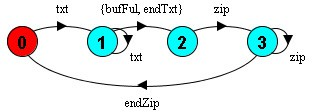 txt {bufFul, endTxt} zip
0 1 2 3
txt zip
endZip